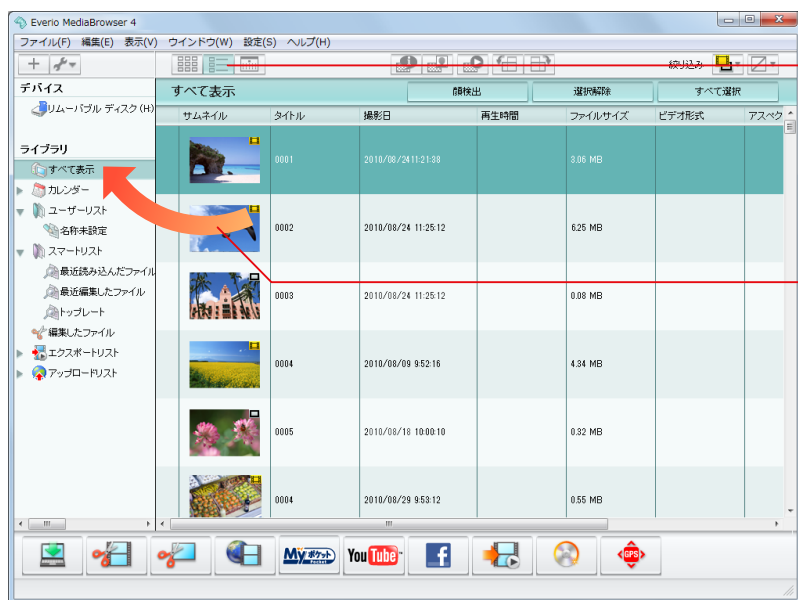 Everio MediaBrowser 4
ファイル(F) 編集(E) 表示(V) ウインドウ(W) 設定(S) ヘルプ(H)
絞り込み
デバイス
リムーバブル ディスク (H)
ライブラリ
すべて表示
カレンダー
ユーザーリスト
名称未設定
スマートリスト
最近読み込んだファイル
最近編集したファイル
トップレート
編集したファイル
エクスポートリスト
アップロードリスト
すべて表示 顔検出 選択解除 すべて選択
サムネイル タイトル 撮影日 再生時間 ファイルサイズ ビデオ形式 アスペク
0001 2010/08/24 11:21:38 3.06 MB
0002 2010/08/24 11:25:12 6.25 MB
0003 2010/08/24 11:25:12 0.08 MB
0004 2010/08/09 9:52:16 4.34 MB
0005 2010/08/18 10:00:10 0.32 MB
0004 2010/08/29 9:53:12 0.55 MB
Myポケット Pocket
You Tube
f
GPS